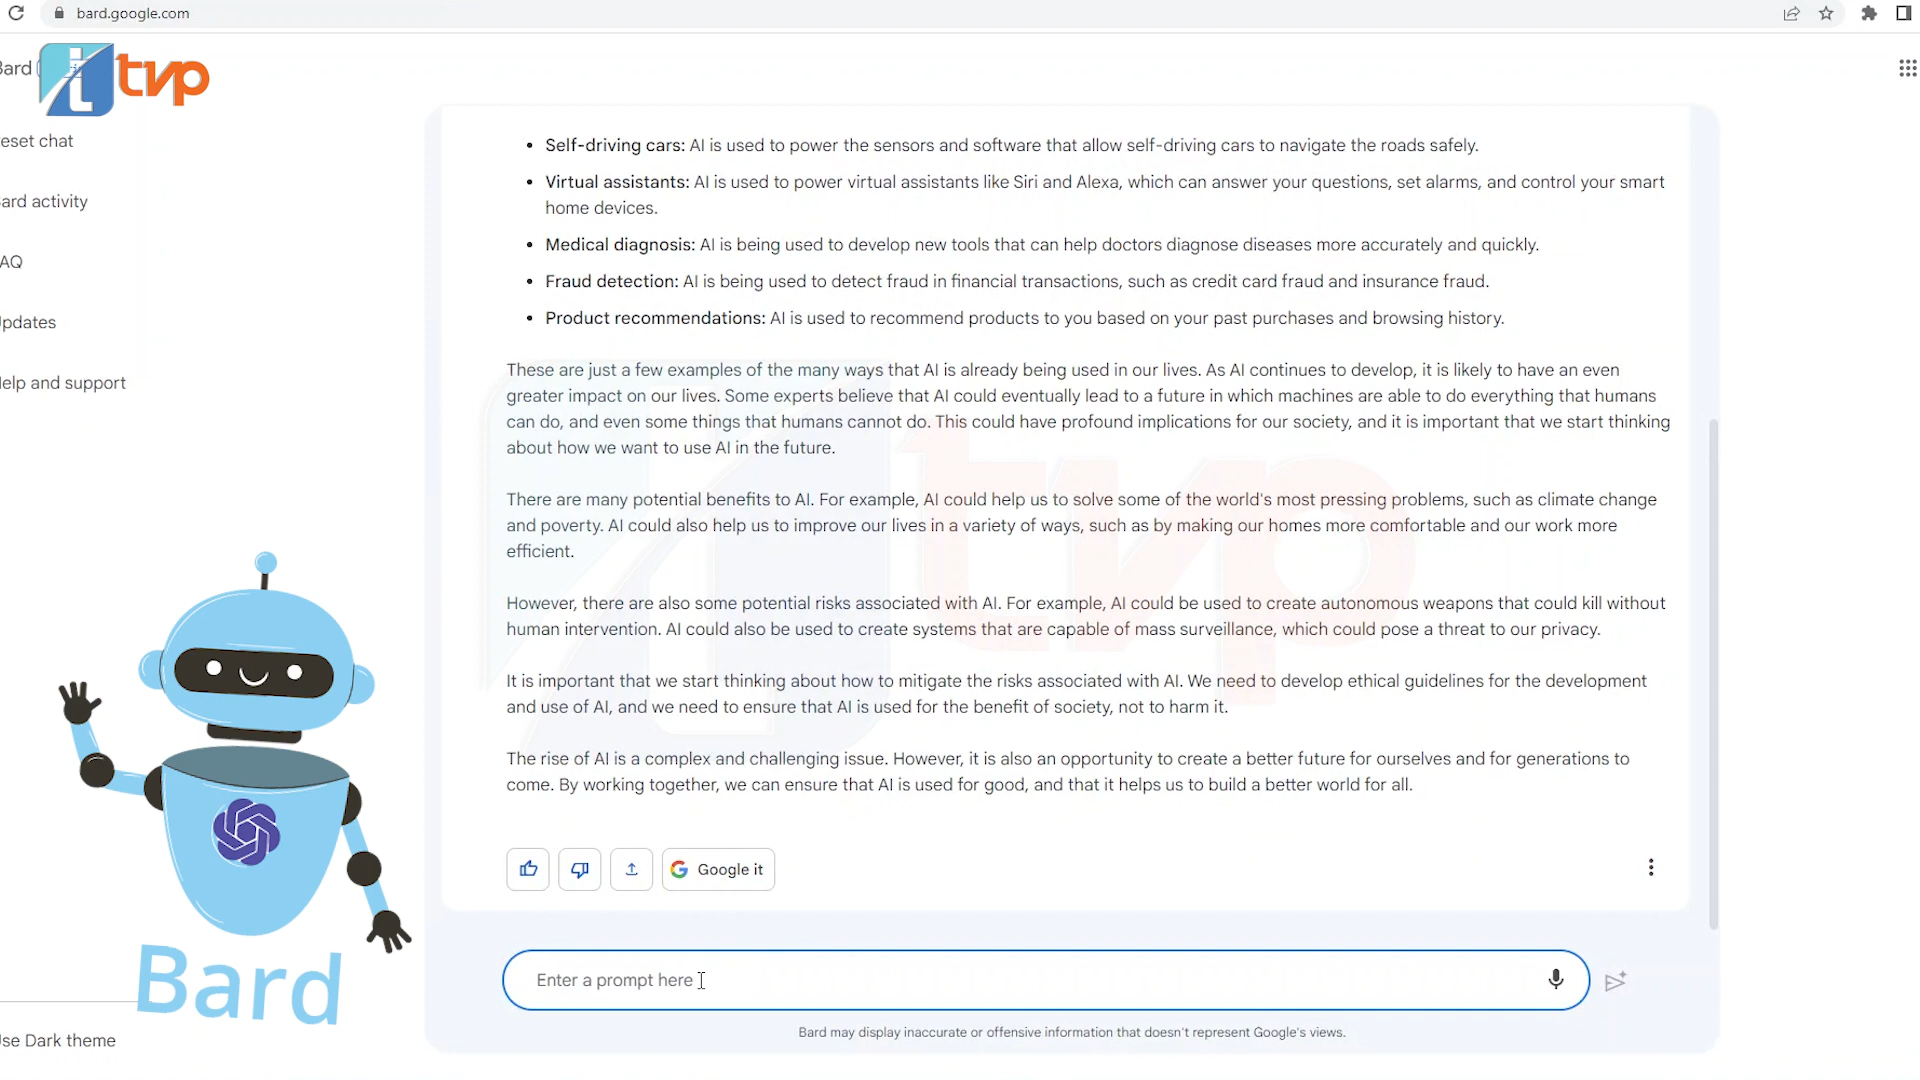 bard.google.com
Bard
tvp
eset chat
ard activity
AQ
pdates
elp and support
se Dark theme
• Self-driving cars: AI is used to power the sensors and software that allow self-driving cars to navigate the roads safely.
• Virtual assistants: AI is used to power virtual assistants like Siri and Alexa, which can answer your questions, set alarms, and control your smart
home devices.
• Medical diagnosis: AI is being used to develop new tools that can help doctors diagnose diseases more accurately and quickly.
• Fraud detection: AI is being used to detect fraud in financial transactions, such as credit card fraud and insurance fraud.
• Product recommendations: AI is used to recommend products to you based on your past purchases and browsing history.
These are just a few examples of the many ways that AI is already being used in our lives. As AI continues to develop, it is likely to have an even
greater impact on our lives. Some experts believe that AI could eventually lead to a future in which machines are able to do everything that humans
can do, and even some things that humans cannot do. This could have profound implications for our society, and it is important that we start thinking
about how we want to use AI in the future.
There are many potential benefits to AI. For example, AI could help us to solve some of the world's most pressing problems, such as climate change
and poverty. AI could also help us to improve our lives in a variety of ways, such as by making our homes more comfortable and our work more
efficient.
However, there are also some potential risks associated with AI. For example, AI could be used to create autonomous weapons that could kill without
human intervention. AI could also be used to create systems that are capable of mass surveillance, which could pose a threat to our privacy.
It is important that we start thinking about how to mitigate the risks associated with AI. We need to develop ethical guidelines for the development
and use of AI, and we need to ensure that AI is used for the benefit of society, not to harm it.
The rise of AI is a complex and challenging issue. However, it is also an opportunity to create a better future for ourselves and for generations to
come. By working together, we can ensure that AI is used for good, and that it helps us to build a better world for all.
Google it
Enter a prompt here
Bard may display inaccurate or offensive information that doesn't represent Google's views.
Bard
tvp